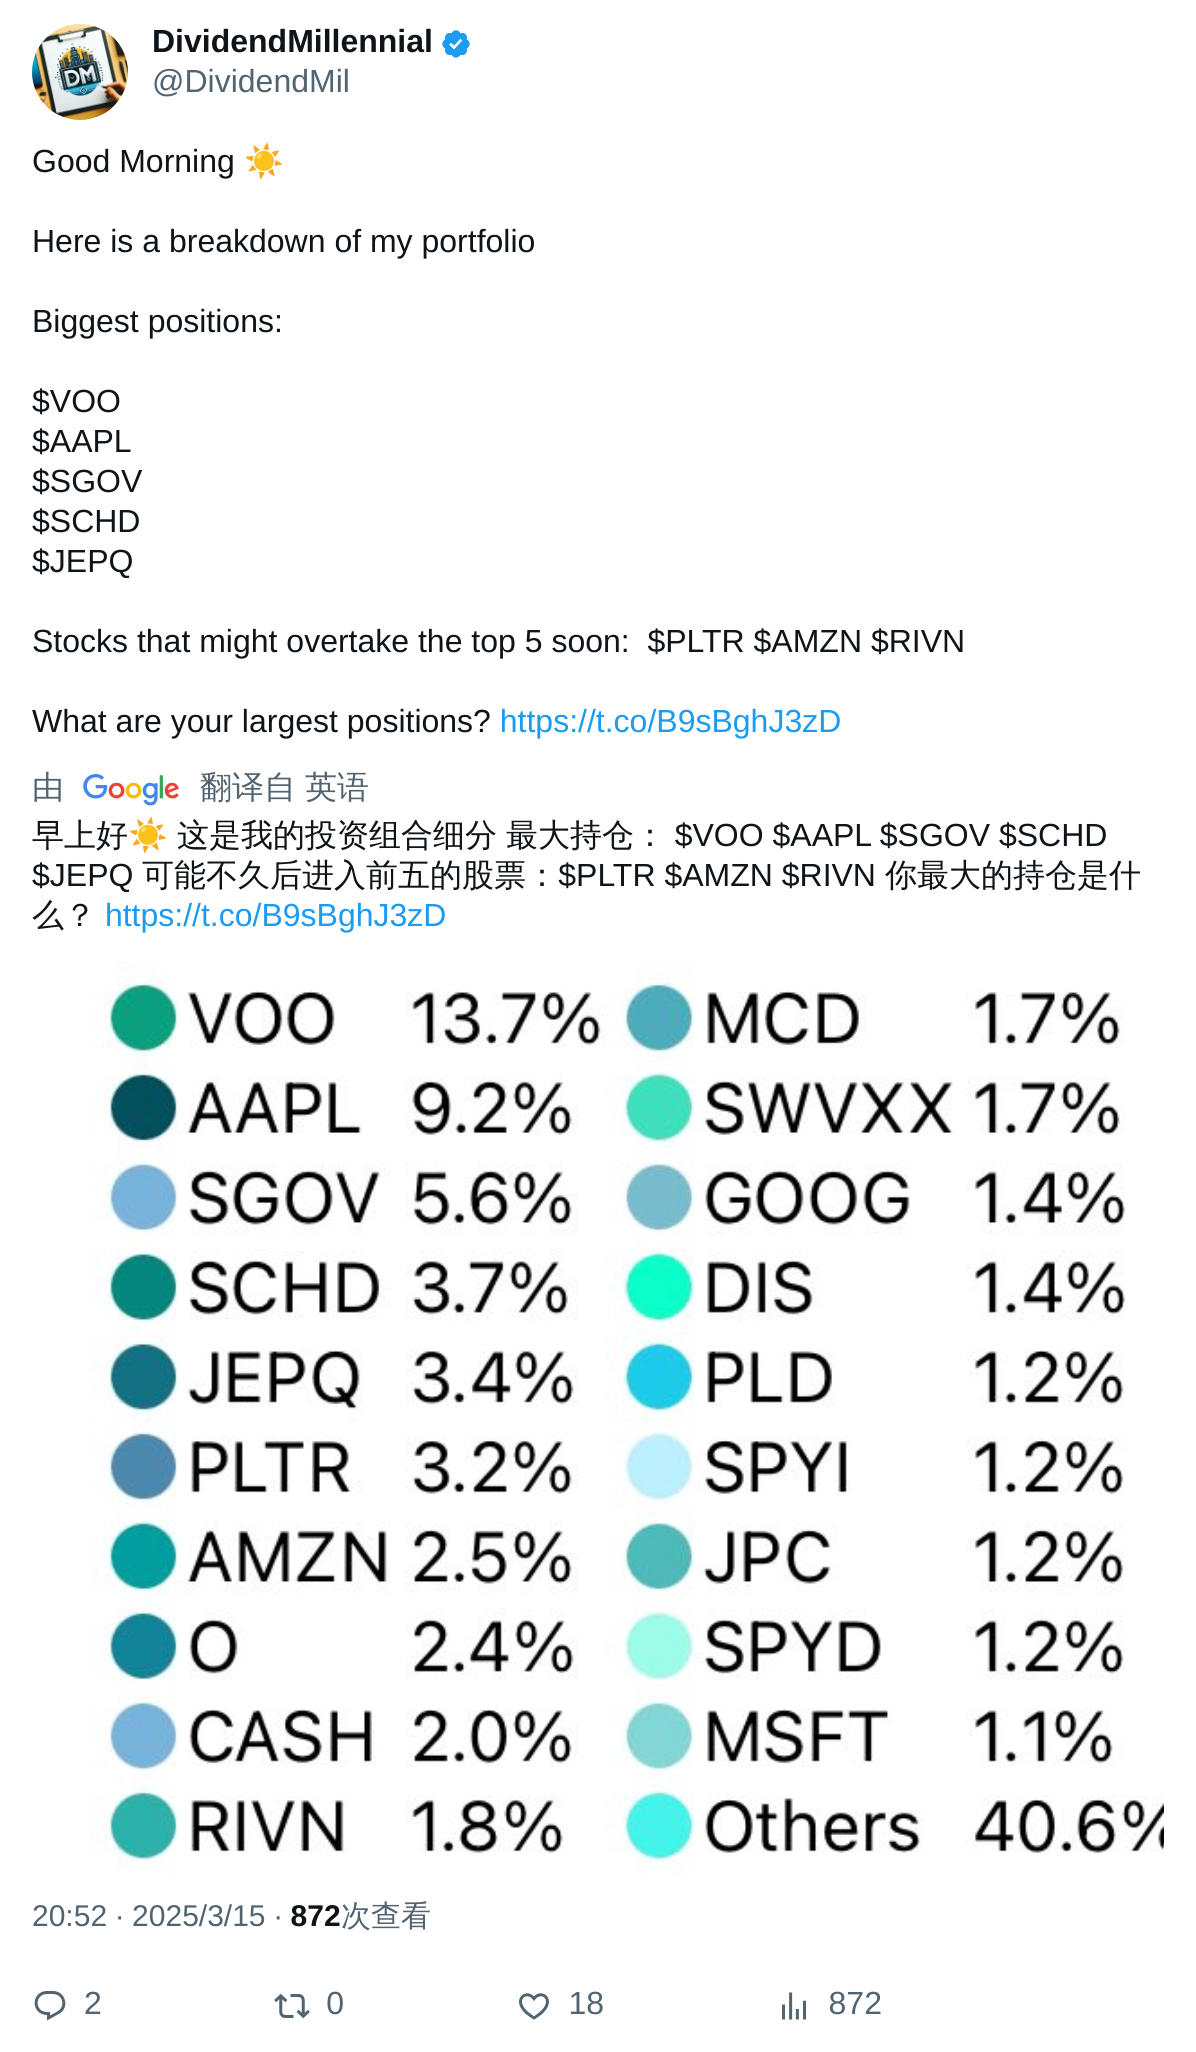 DividendMillennial
@DividendMil
Good Morning ☀️
Here is a breakdown of my portfolio
Biggest positions:
$VOO
$AAPL
$SGOV
$SCHD
$JEPQ
Stocks that might overtake the top 5 soon:  $PLTR $AMZN $RIVN
What are your largest positions? https://t.co/B9sBghJ3zD
由 Google 翻译自 英语
早上好☀️ 这是我的投资组合细分 最大持仓： $VOO $AAPL $SGOV $SCHD
$JEPQ 可能不久后进入前五的股票：$PLTR $AMZN $RIVN 你最大的持仓是什
么？ https://t.co/B9sBghJ3zD
VOO 13.7% MCD 1.7%
AAPL 9.2% SWVXX 1.7%
SGOV 5.6% GOOG 1.4%
SCHD 3.7% DIS 1.4%
JEPQ 3.4% PLD 1.2%
PLTR 3.2% SPYI 1.2%
AMZN 2.5% JPC 1.2%
O 2.4% SPYD 1.2%
CASH 2.0% MSFT 1.1%
RIVN 1.8% Others 40.6%
20:52 · 2025/3/15 · 872次查看
2 0 18 872
DM